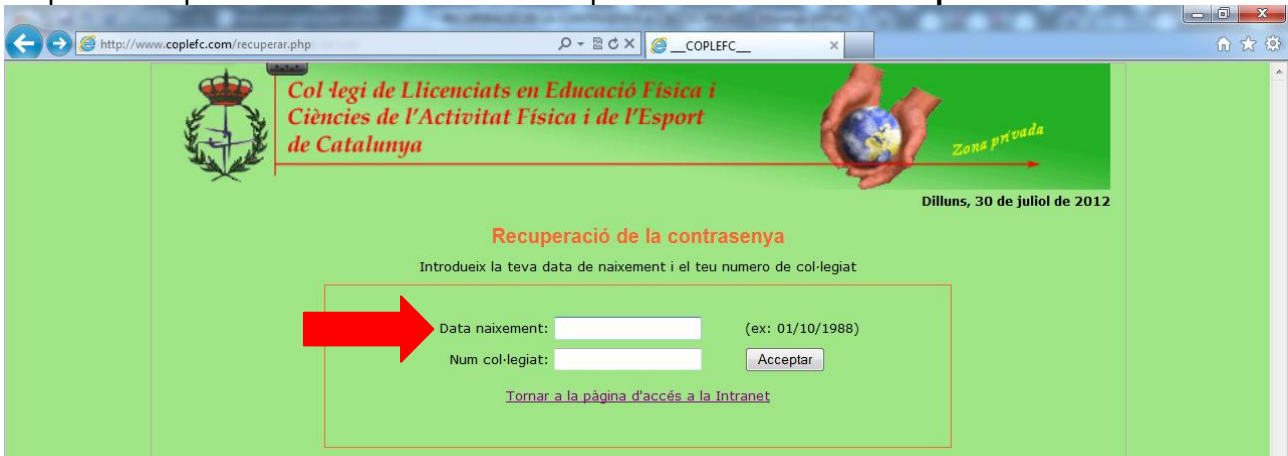 http://www.coplefc.com/recuperar.php
__COPLEFC__
Col·legi de Llicenciats en Educació Física i
Ciències de l'Activitat Física i de l'Esport
de Catalunya
Zona privada
Dilluns, 30 de juliol de 2012
Recuperació de la contrasenya
Introdueix la teva data de naixement i el teu numero de col·legiat
Data naixement: (ex: 01/10/1988)
Num col·legiat: Acceptar
Tornar a la pàgina d'accés a la Intranet